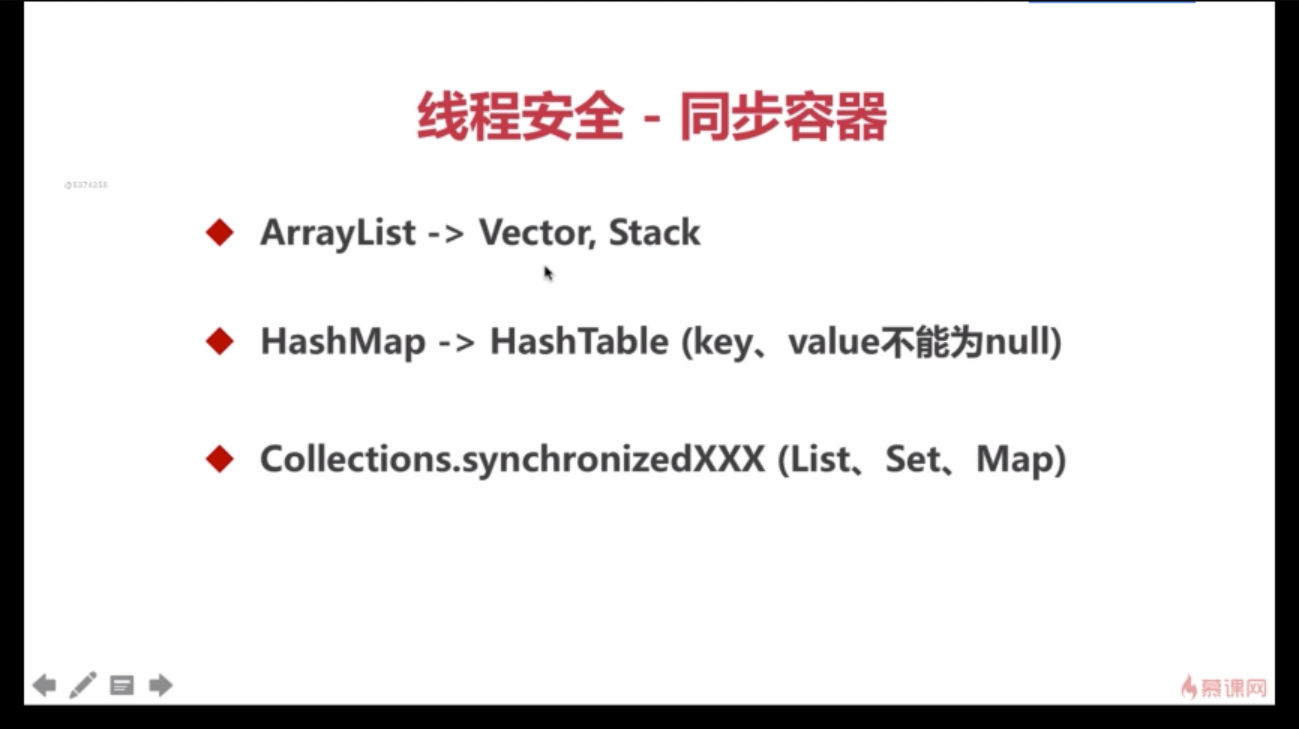 线程安全 - 同步容器
@5374255
ArrayList -> Vector, Stack
HashMap -> HashTable (key、value不能为null)
Collections.synchronizedXXX (List、Set、Map)
慕课网